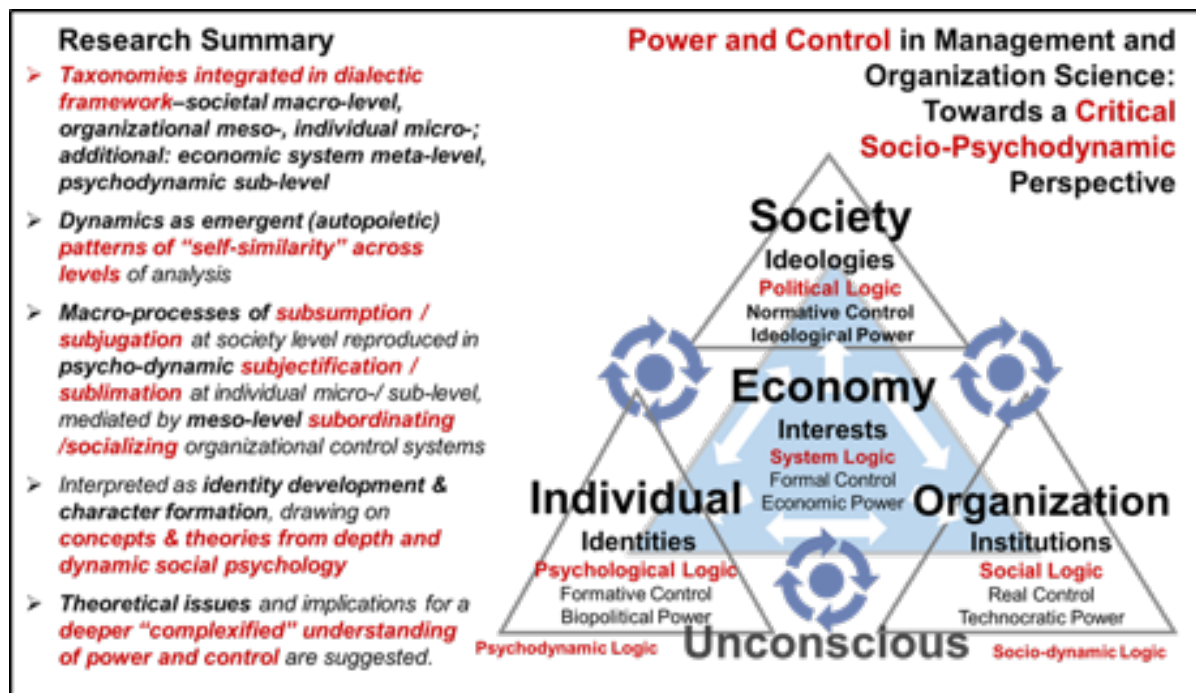 Research Summary
➢ Taxonomies integrated in dialectic
framework–societal macro-level,
organizational meso-, individual micro-;
additional: economic system meta-level,
psychodynamic sub-level
➢ Dynamics as emergent (autopoietic)
patterns of “self-similarity” across
levels of analysis
➢ Macro-processes of subsumption /
subjugation at society level reproduced in
psycho-dynamic subjectification /
sublimation at individual micro-/ sub-level,
mediated by meso-level subordinating
/socializing organizational control systems
➢ Interpreted as identity development &
character formation, drawing on
concepts & theories from depth and
dynamic social psychology
➢ Theoretical issues and implications for a
deeper “complexified” understanding
of power and control are suggested.
Power and Control in Management and
Organization Science:
Towards a Critical
Socio-Psychodynamic
Perspective
Society
Ideologies
Political Logic
Normative Control
Ideological Power
Economy
Interests
System Logic
Formal Control
Economic Power
Individual
Identities
Psychological Logic
Formative Control
Biopolitical Power
Organization
Institutions
Social Logic
Real Control
Technocratic Power
Psychodynamic Logic
Unconscious
Socio-dynamic Logic